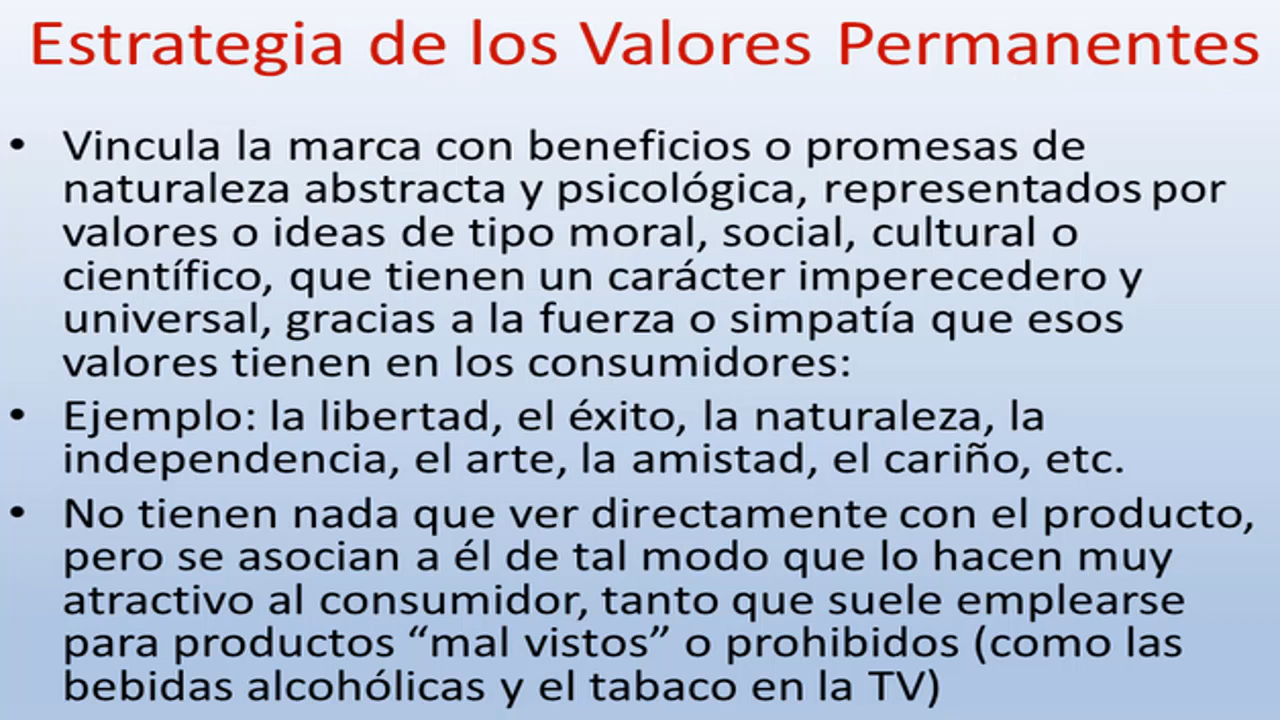 Estrategia de los Valores Permanentes
• Vincula la marca con beneficios o promesas de
naturaleza abstracta y psicológica, representados por
valores o ideas de tipo moral, social, cultural o
científico, que tienen un carácter imperecedero y
universal, gracias a la fuerza o simpatía que esos
valores tienen en los consumidores:
• Ejemplo: la libertad, el éxito, la naturaleza, la
independencia, el arte, la amistad, el cariño, etc.
• No tienen nada que ver directamente con el producto,
pero se asocian a él de tal modo que lo hacen muy
atractivo al consumidor, tanto que suele emplearse
para productos “mal vistos” o prohibidos (como las
bebidas alcohólicas y el tabaco en la TV)